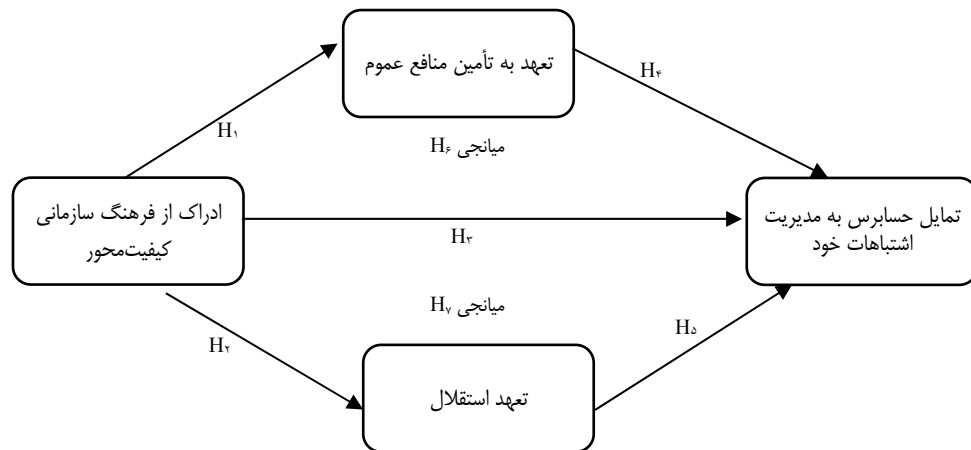 تعهد به تأمین منافع عموم
H۴
H۱
میانجی H۶
ادراک از فرهنگ سازمانی
کیفیت‌محور
تمایل حسابرس به مدیریت
اشتباهات خود
H۳
میانجی H۷
H۲
H۵
تعهد استقلال